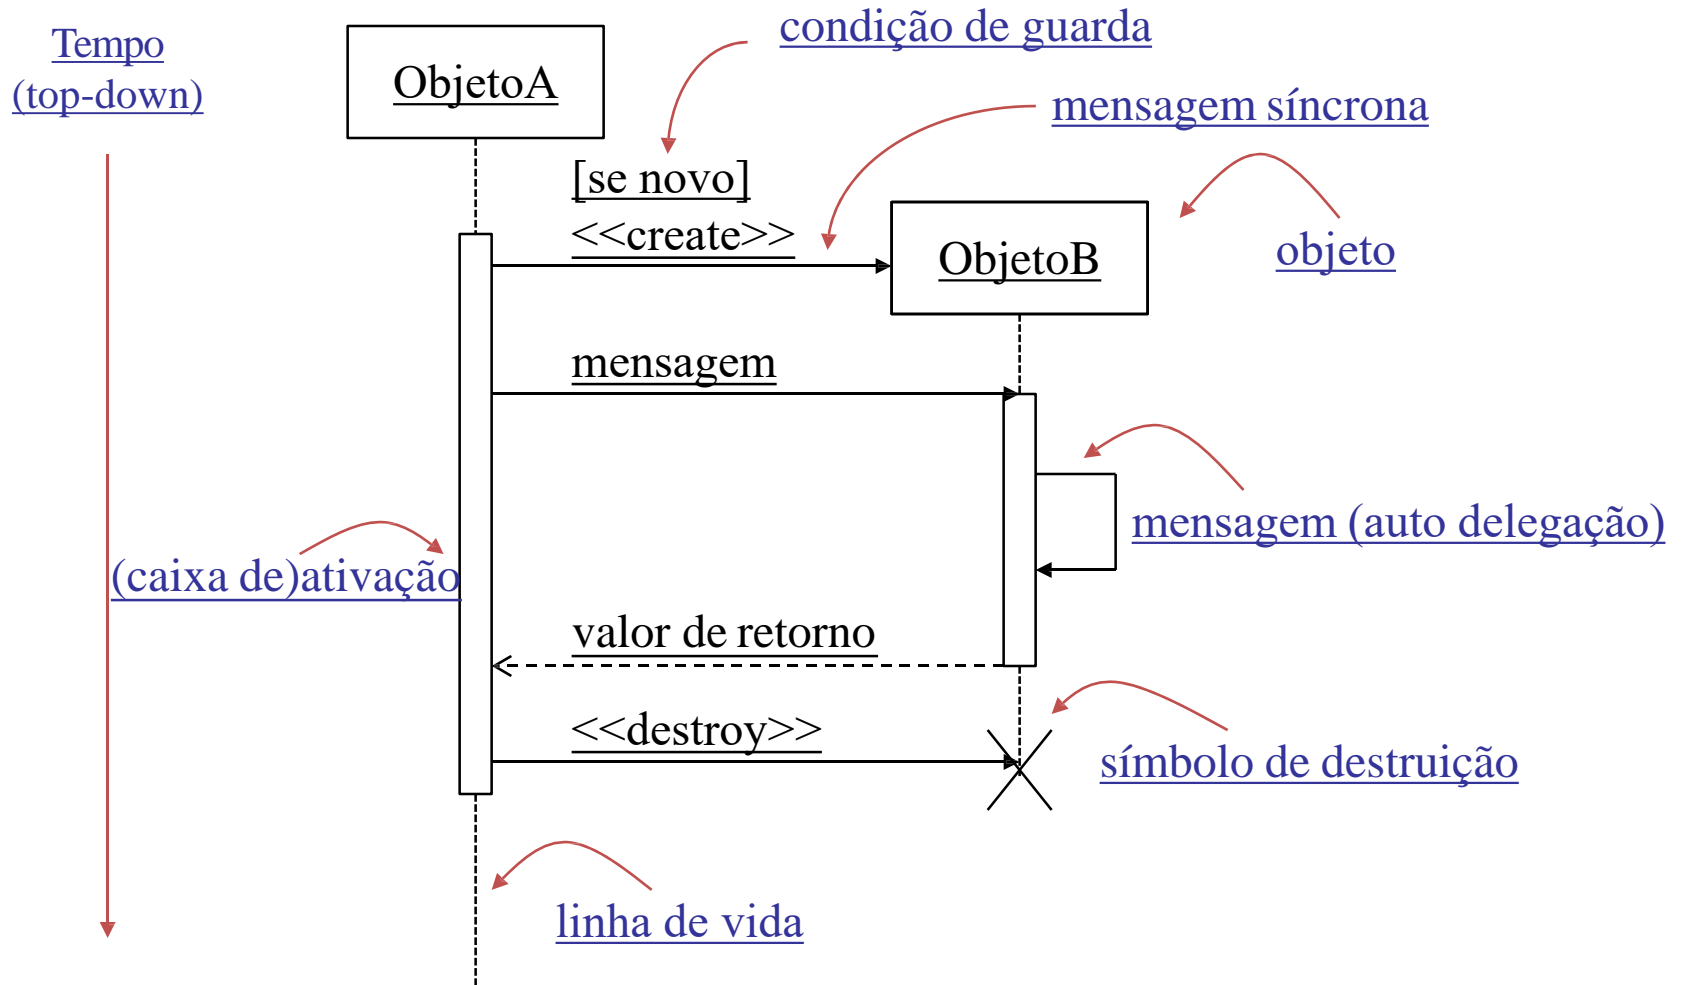 condição de guarda
Tempo
(top-down)
ObjetoA
mensagem síncrona
[se novo]
<<create>>
ObjetoB
objeto
mensagem
mensagem (auto delegação)
(caixa de)ativação
valor de retorno
<<destroy>>
símbolo de destruição
linha de vida